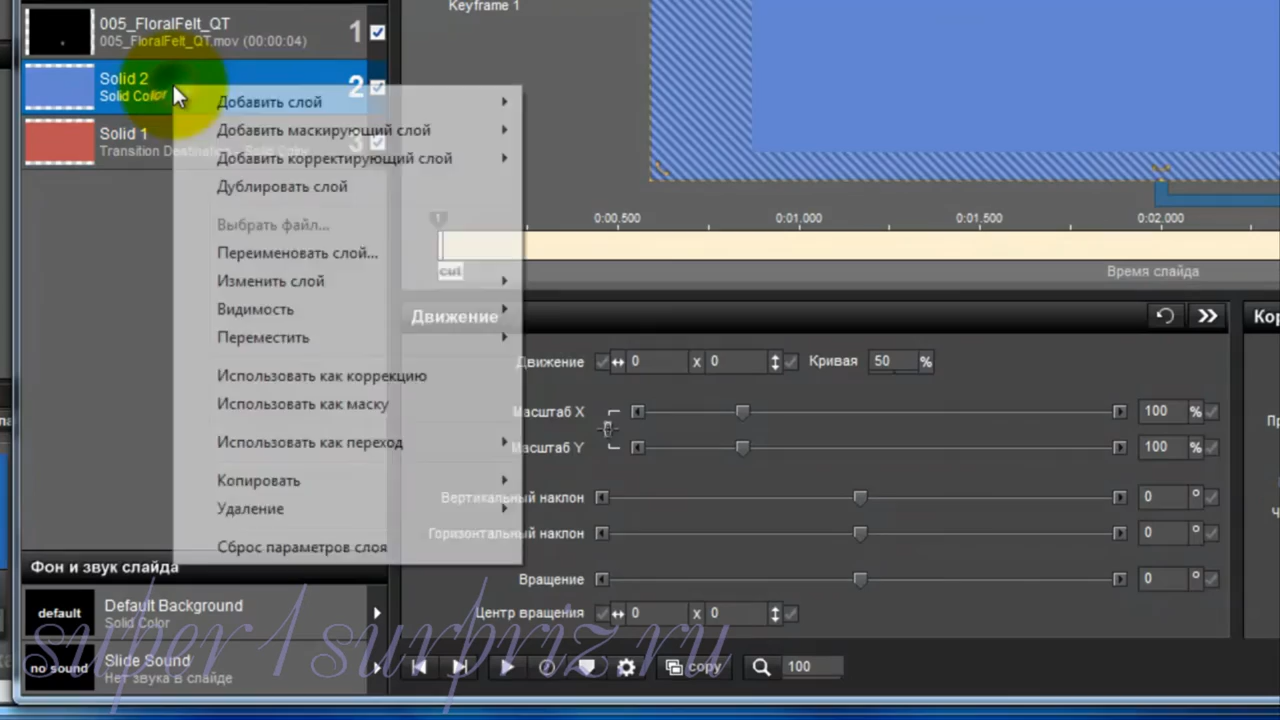 005_FloralFelt_QT
005_FloralFelt_QT.mov (00:00:04)
1
Solid 2
Solid Color
2
Solid 1
3
Добавить слой
Добавить маскирующий слой
Добавить корректирующий слой
Дублировать слой
Выбрать файл...
Переименовать слой...
Изменить слой
Видимость
Переместить
Использовать как коррекцию
Использовать как маску
Использовать как переход
Копировать
Удаление
Сброс параметров слоя
Фон и звук слайда
default
Default Background
Solid Color
no sound
Slide Sound
Нет звука в слайде
Keyframe 1
1
0:00.500
0:01.000
0:01.500
0:02.000
cut
Время слайда
Движение
Движение 0 x 0 Кривая 50 %
Масштаб X 100 %
Масштаб Y 100 %
Вертикальный наклон 0 °
Горизонтальный наклон 0 °
Вращение 0 °
Центр вращения 0 x 0
copy
100
super1surpriz.ru